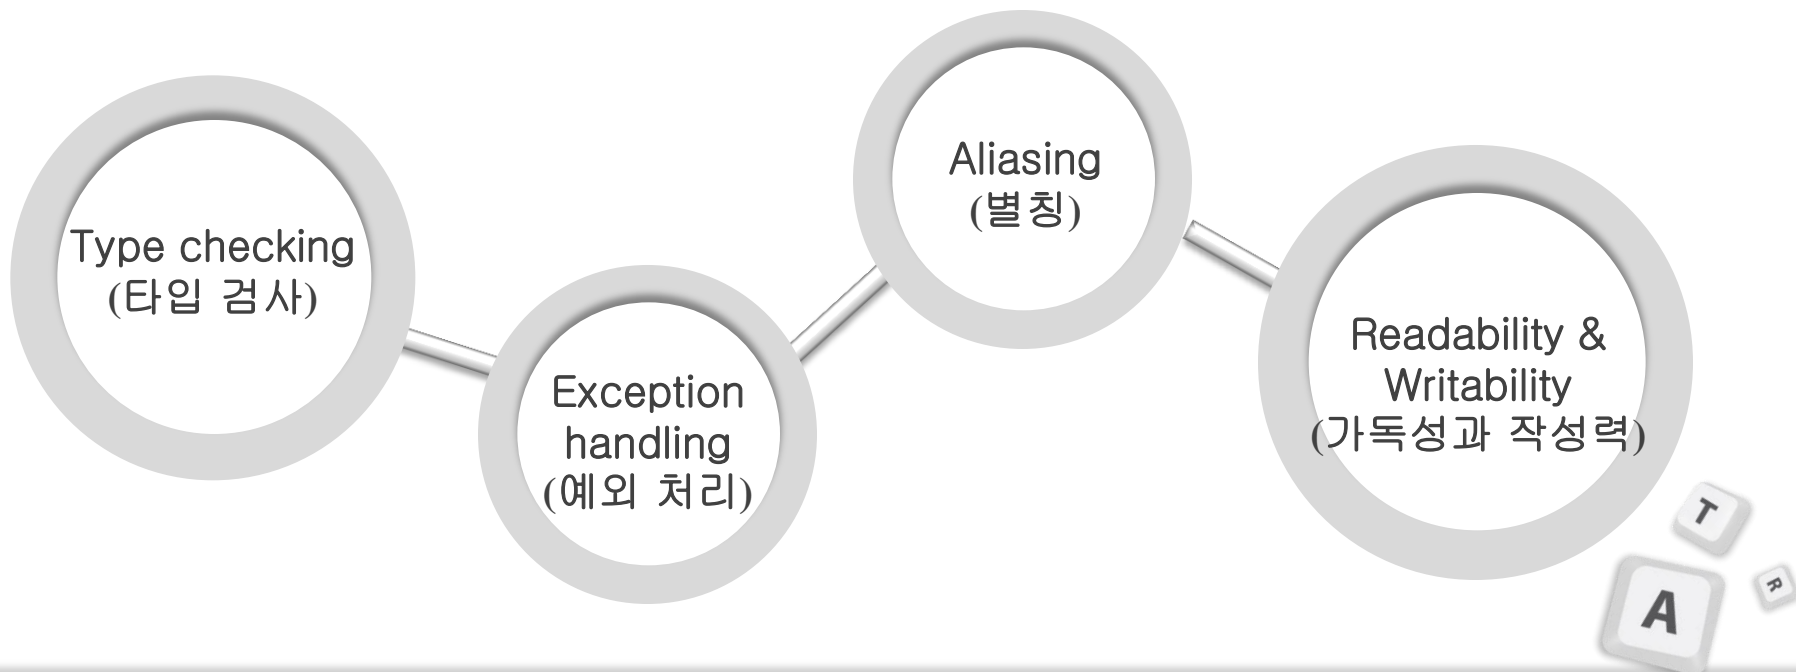 Type checking
(타입 검사)
Exception
handling
(예외 처리)
Aliasing
(별칭)
Readability &
Writability
(가독성과 작성력)
T
A
R